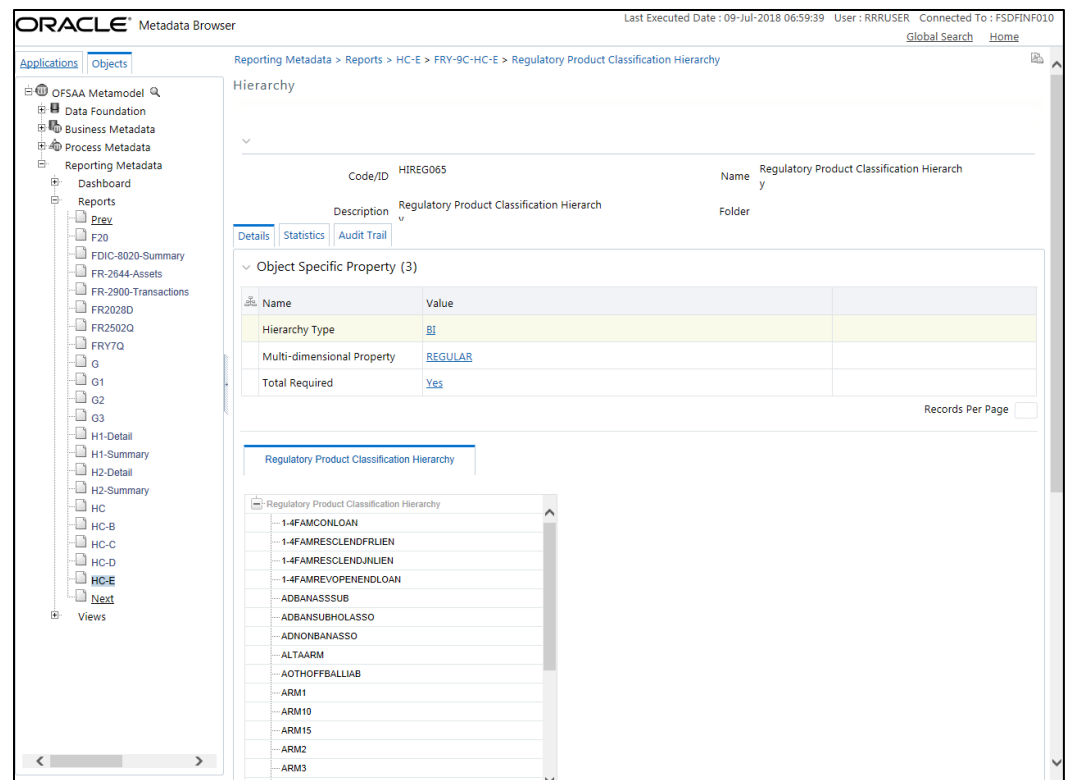 ORACLE® Metadata Browser
Last Executed Date : 09-Jul-2018 06:59:39 User : RRRUSER Connected To : FSDFINF010
Global Search Home
Applications Objects
OFSAA Metamodel
Data Foundation
Business Metadata
Process Metadata
Reporting Metadata
Dashboard
Reports
Prev
F20
FDIC-8020-Summary
FR-2644-Assets
FR-2900-Transactions
FR2028D
FR2502Q
FRY7Q
G
G1
G2
G3
H1-Detail
H1-Summary
H2-Detail
H2-Summary
HC
HC-B
HC-C
HC-D
HC-E
Next
Views
Reporting Metadata > Reports > HC-E > FRY-9C-HC-E > Regulatory Product Classification Hierarchy
Hierarchy
Code/ID HIREG065
Name Regulatory Product Classification Hierarch
y
Description Regulatory Product Classification Hierarch
y
Folder
Details Statistics Audit Trail
Object Specific Property (3)
Name Value
Hierarchy Type BI
Multi-dimensional Property REGULAR
Total Required Yes
Records Per Page
Regulatory Product Classification Hierarchy
Regulatory Product Classification Hierarchy
1-4FAMCONLOAN
1-4FAMRESCLENDFRLIEN
1-4FAMRESCLENDJNLIEN
1-4FAMREVOPENENDLOAN
ADBANASSSUB
ADBANSUBHOLASSO
ADNONBANASSO
ALTAARM
AOTHOFFBALLIAB
ARM1
ARM10
ARM15
ARM2
ARM3